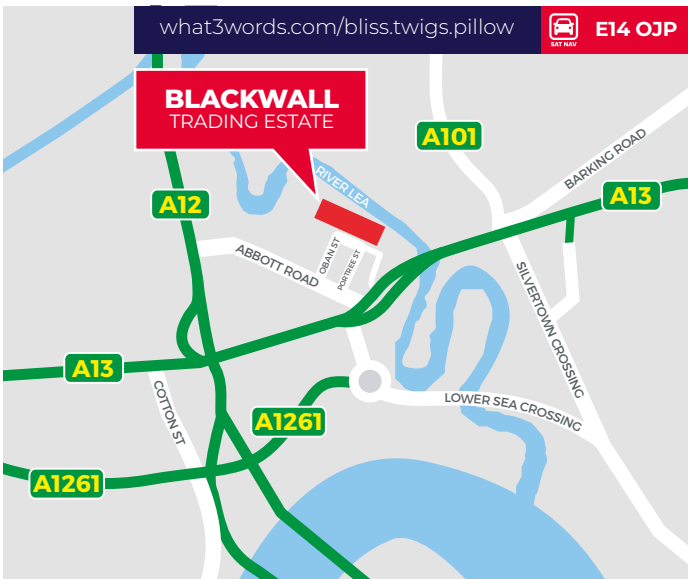 what3words.com/bliss.twigs.pillow
SAT NAV
E14 OJP
BLACKWALL
TRADING ESTATE
A101
BARKING ROAD
RIVER LEA
A13
A12
OBAN ST
PORTREE ST
ABBOTT ROAD
SILVERTOWN CROSSING
A13
COTTON ST
LOWER SEA CROSSING
A1261
A1261